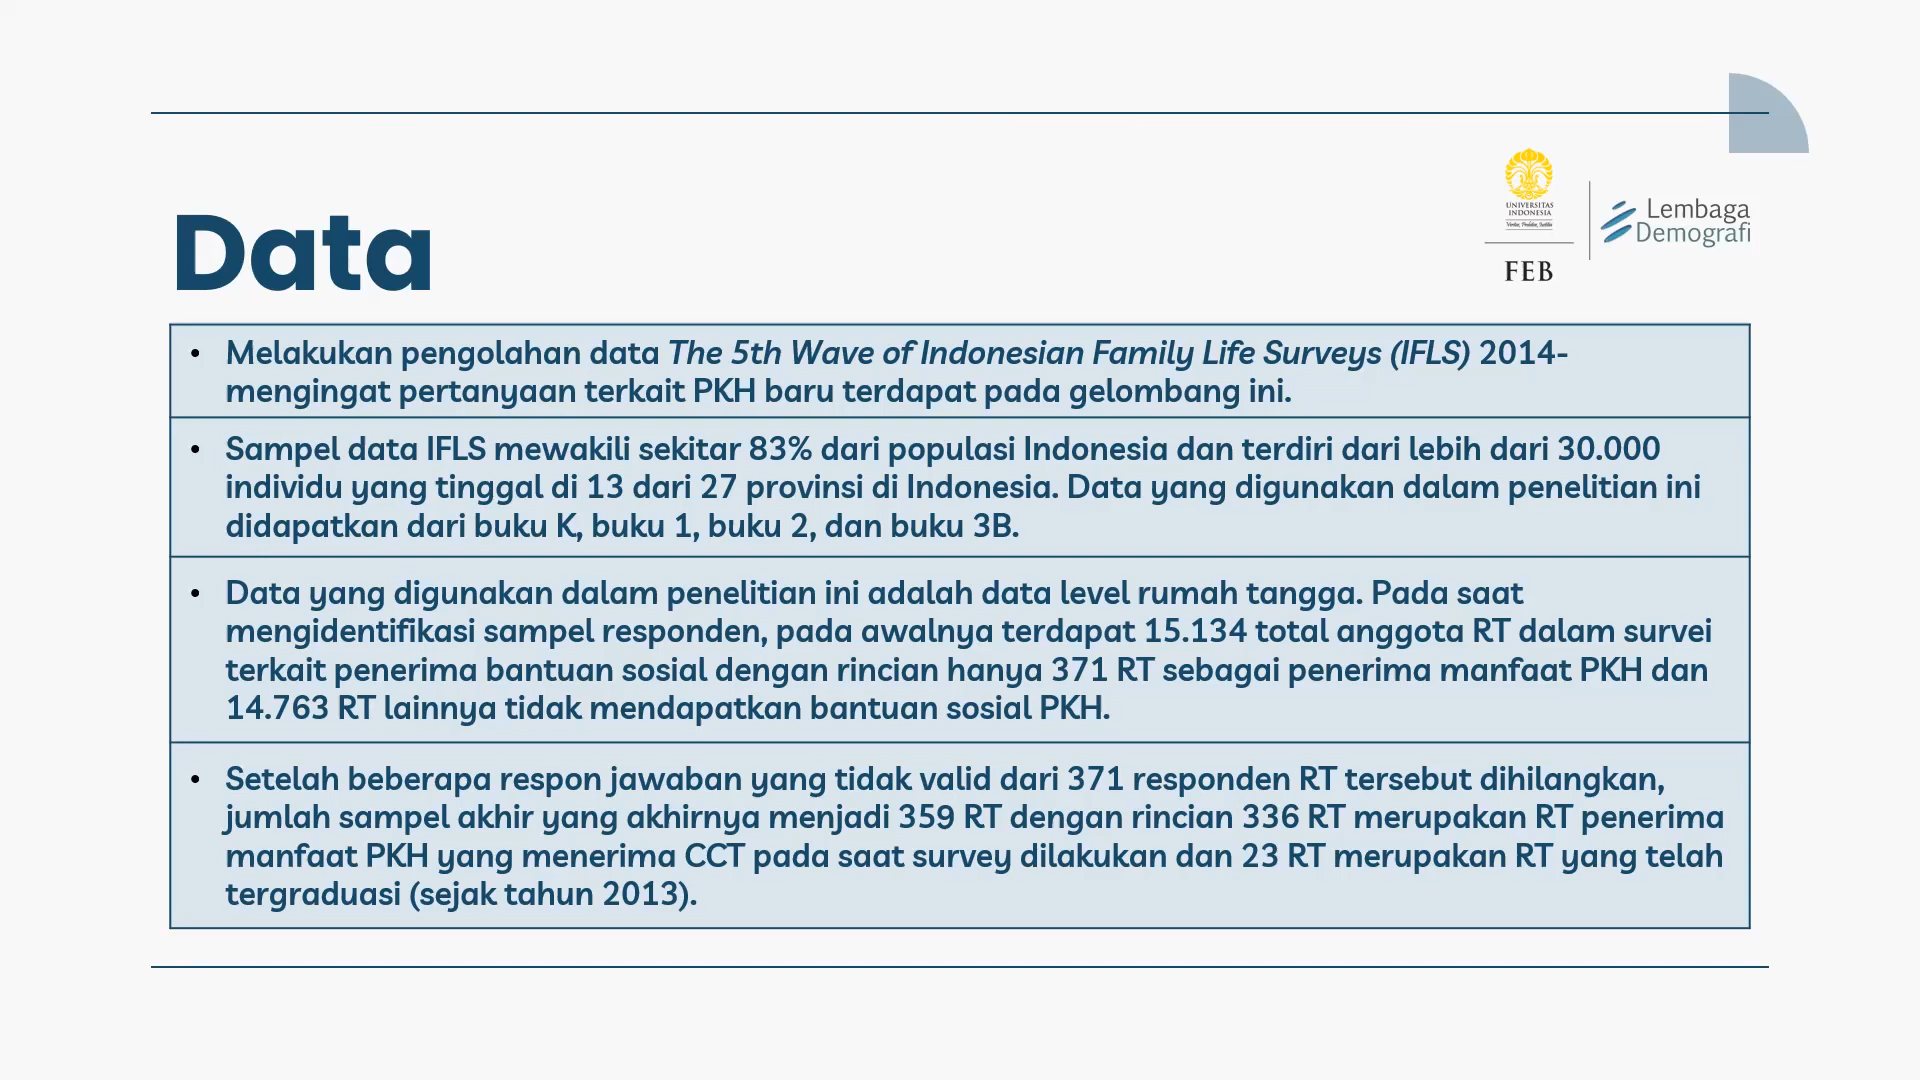 UNIVERSITAS
INDONESIA
Veritas, Probitas, Iustitia
FEB
Lembaga
Demografi
Data
• Melakukan pengolahan data The 5th Wave of Indonesian Family Life Surveys (IFLS) 2014-
mengingat pertanyaan terkait PKH baru terdapat pada gelombang ini.
• Sampel data IFLS mewakili sekitar 83% dari populasi Indonesia dan terdiri dari lebih dari 30.000
individu yang tinggal di 13 dari 27 provinsi di Indonesia. Data yang digunakan dalam penelitian ini
didapatkan dari buku K, buku 1, buku 2, dan buku 3B.
• Data yang digunakan dalam penelitian ini adalah data level rumah tangga. Pada saat
mengidentifikasi sampel responden, pada awalnya terdapat 15.134 total anggota RT dalam survei
terkait penerima bantuan sosial dengan rincian hanya 371 RT sebagai penerima manfaat PKH dan
14.763 RT lainnya tidak mendapatkan bantuan sosial PKH.
• Setelah beberapa respon jawaban yang tidak valid dari 371 responden RT tersebut dihilangkan,
jumlah sampel akhir yang akhirnya menjadi 359 RT dengan rincian 336 RT merupakan RT penerima
manfaat PKH yang menerima CCT pada saat survey dilakukan dan 23 RT merupakan RT yang telah
tergraduasi (sejak tahun 2013).